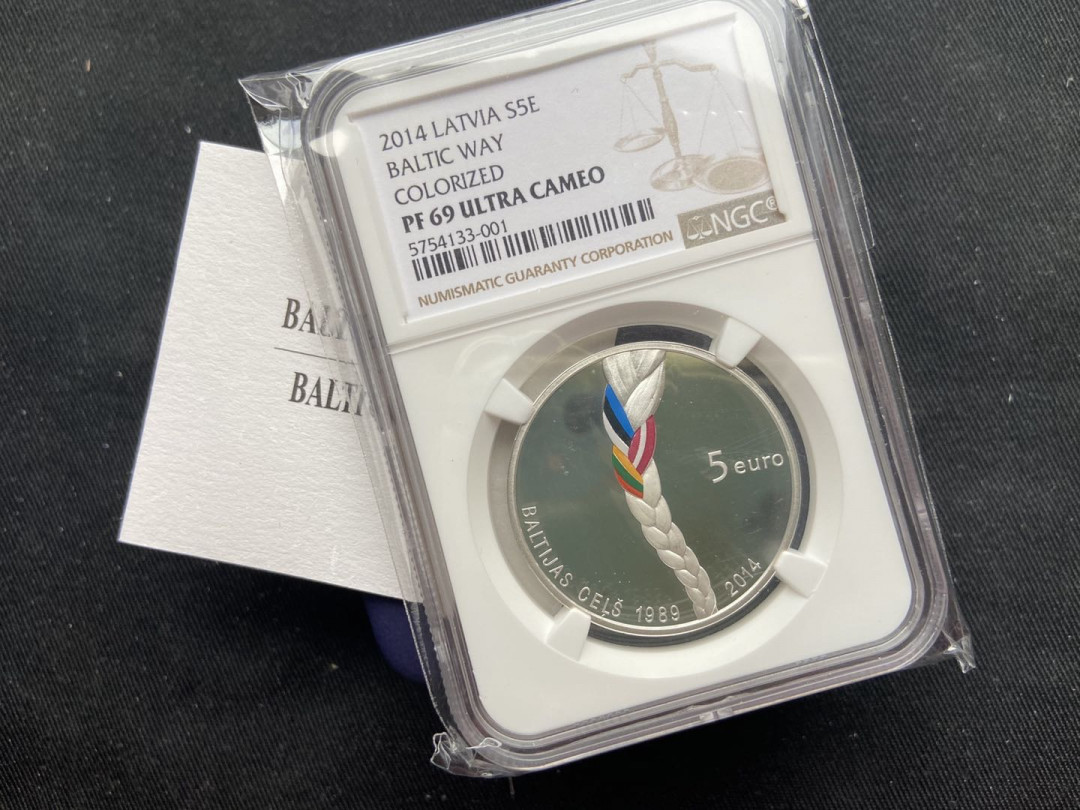 2014 LATVIA S5E
BALTIC WAY
COLORIZED
PF 69 ULTRA CAMEO
5754133-001
NUMISMATIC GUARANTY CORPORATION
NGC®
5 euro
BALTIJAS CEĻŠ 1989 2014